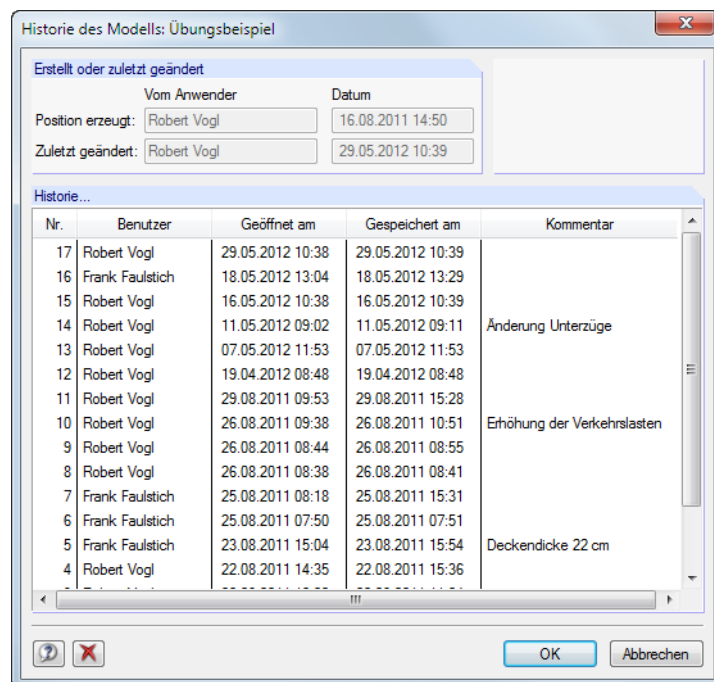 Historie des Modells: Übungsbeispiel
Erstellt oder zuletzt geändert
Vom Anwender Datum
Position erzeugt: Robert Vogl 16.08.2011 14:50
Zuletzt geändert: Robert Vogl 29.05.2012 10:39
Historie...
Nr. Benutzer Geöffnet am Gespeichert am Kommentar
17 Robert Vogl 29.05.2012 10:38 29.05.2012 10:39
16 Frank Faulstich 18.05.2012 13:04 18.05.2012 13:29
15 Robert Vogl 16.05.2012 10:38 16.05.2012 10:39
14 Robert Vogl 11.05.2012 09:02 11.05.2012 09:11 Änderung Unterzüge
13 Robert Vogl 07.05.2012 11:53 07.05.2012 11:53
12 Robert Vogl 19.04.2012 08:48 19.04.2012 08:48
11 Robert Vogl 29.08.2011 09:53 29.08.2011 15:28
10 Robert Vogl 26.08.2011 09:38 26.08.2011 10:51 Erhöhung der Verkehrslasten
9 Robert Vogl 26.08.2011 08:44 26.08.2011 08:55
8 Robert Vogl 26.08.2011 08:38 26.08.2011 08:41
7 Frank Faulstich 25.08.2011 08:18 25.08.2011 15:31
6 Frank Faulstich 25.08.2011 07:50 25.08.2011 07:51
5 Frank Faulstich 23.08.2011 15:04 23.08.2011 15:54 Deckendicke 22 cm
4 Robert Vogl 22.08.2011 14:35 22.08.2011 15:36
OK Abbrechen